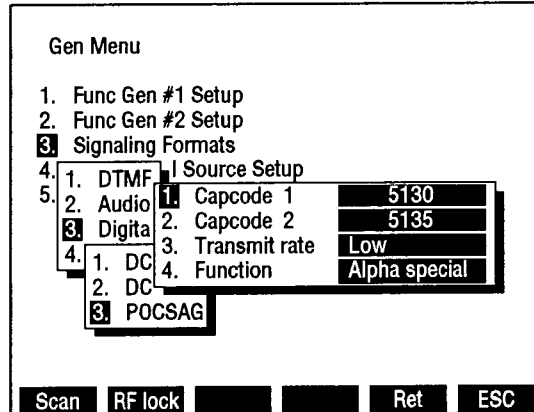 Gen Menu
1. Func Gen #1 Setup
2. Func Gen #2 Setup
3. Signaling Formats
4. l Source Setup
5.
1. DTMF
2. Audio
3. Digita
4.
1. DC
2. DC
3. POCSAG
1. Capcode 1 5130
2. Capcode 2 5135
3. Transmit rate Low
4. Function Alpha special
Scan RF lock Ret ESC